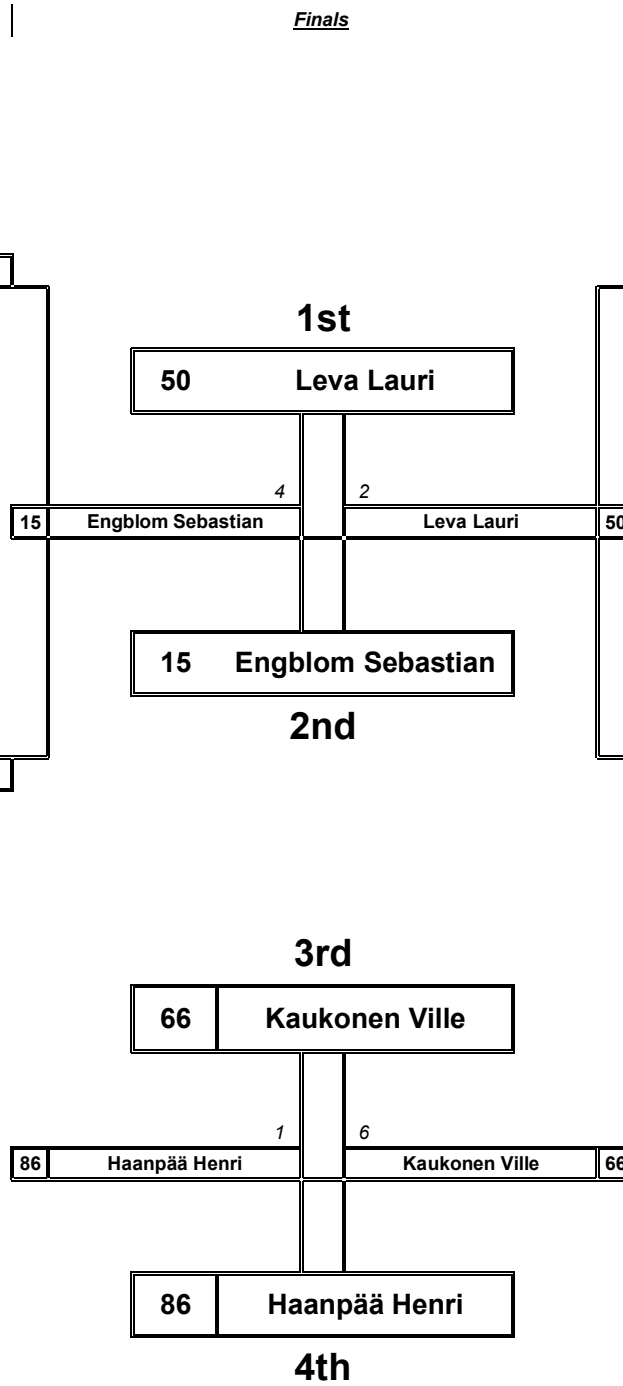 Finals
1st
50 Leva Lauri
4 2
15 Engblom Sebastian Leva Lauri 50
15 Engblom Sebastian
2nd
3rd
66 Kaukonen Ville
1 6
86 Haanpää Henri Kaukonen Ville 66
86 Haanpää Henri
4th